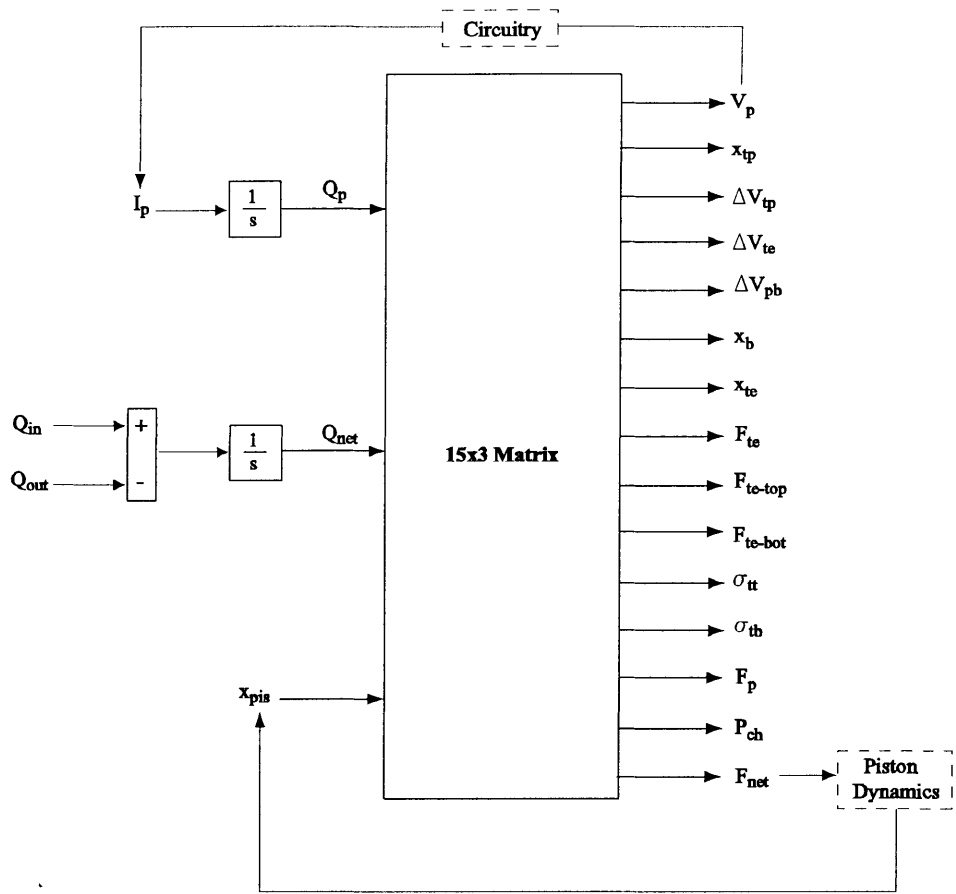 Circuitry
V_p
x_tp
I_p
1/s
Q_p
ΔV_tp
ΔV_te
ΔV_pb
x_b
x_te
Q_in
+
Q_out
-
1/s
Q_net
15x3 Matrix
F_te
F_te-top
F_te-bot
σ_tt
σ_tb
x_pis
F_p
P_ch
F_net
Piston
Dynamics